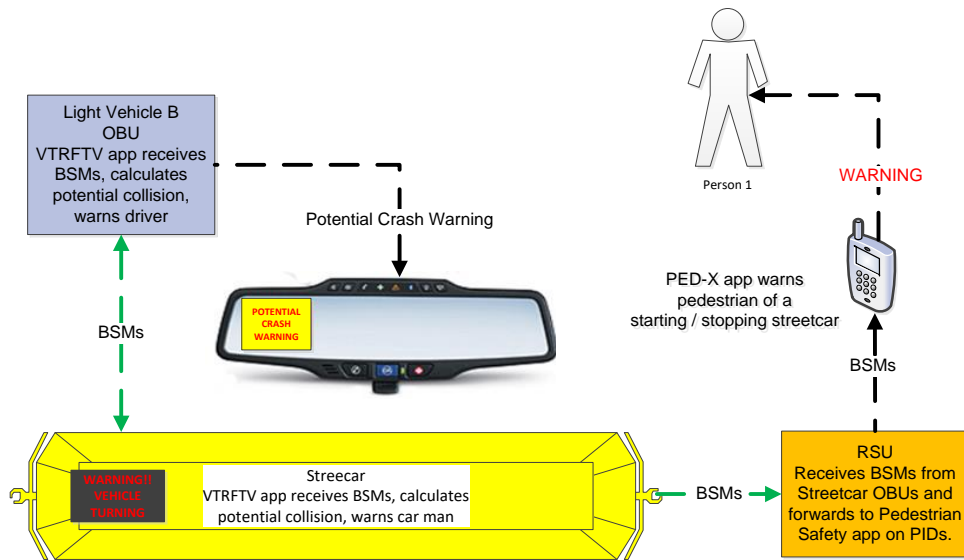 Light Vehicle B
OBU
VTRFTV app receives
BSMs, calculates
potential collision,
warns driver
Potential Crash Warning
POTENTIAL
CRASH
WARNING
BSMs
Person 1
WARNING
PED-X app warns
pedestrian of a
starting / stopping streetcar
BSMs
WARNING!!
VEHICLE
TURNING
Streecar
VTRFTV app receives BSMs, calculates
potential collision, warns car man
BSMs
RSU
Receives BSMs from
Streetcar OBUs and
forwards to Pedestrian
Safety app on PIDs.